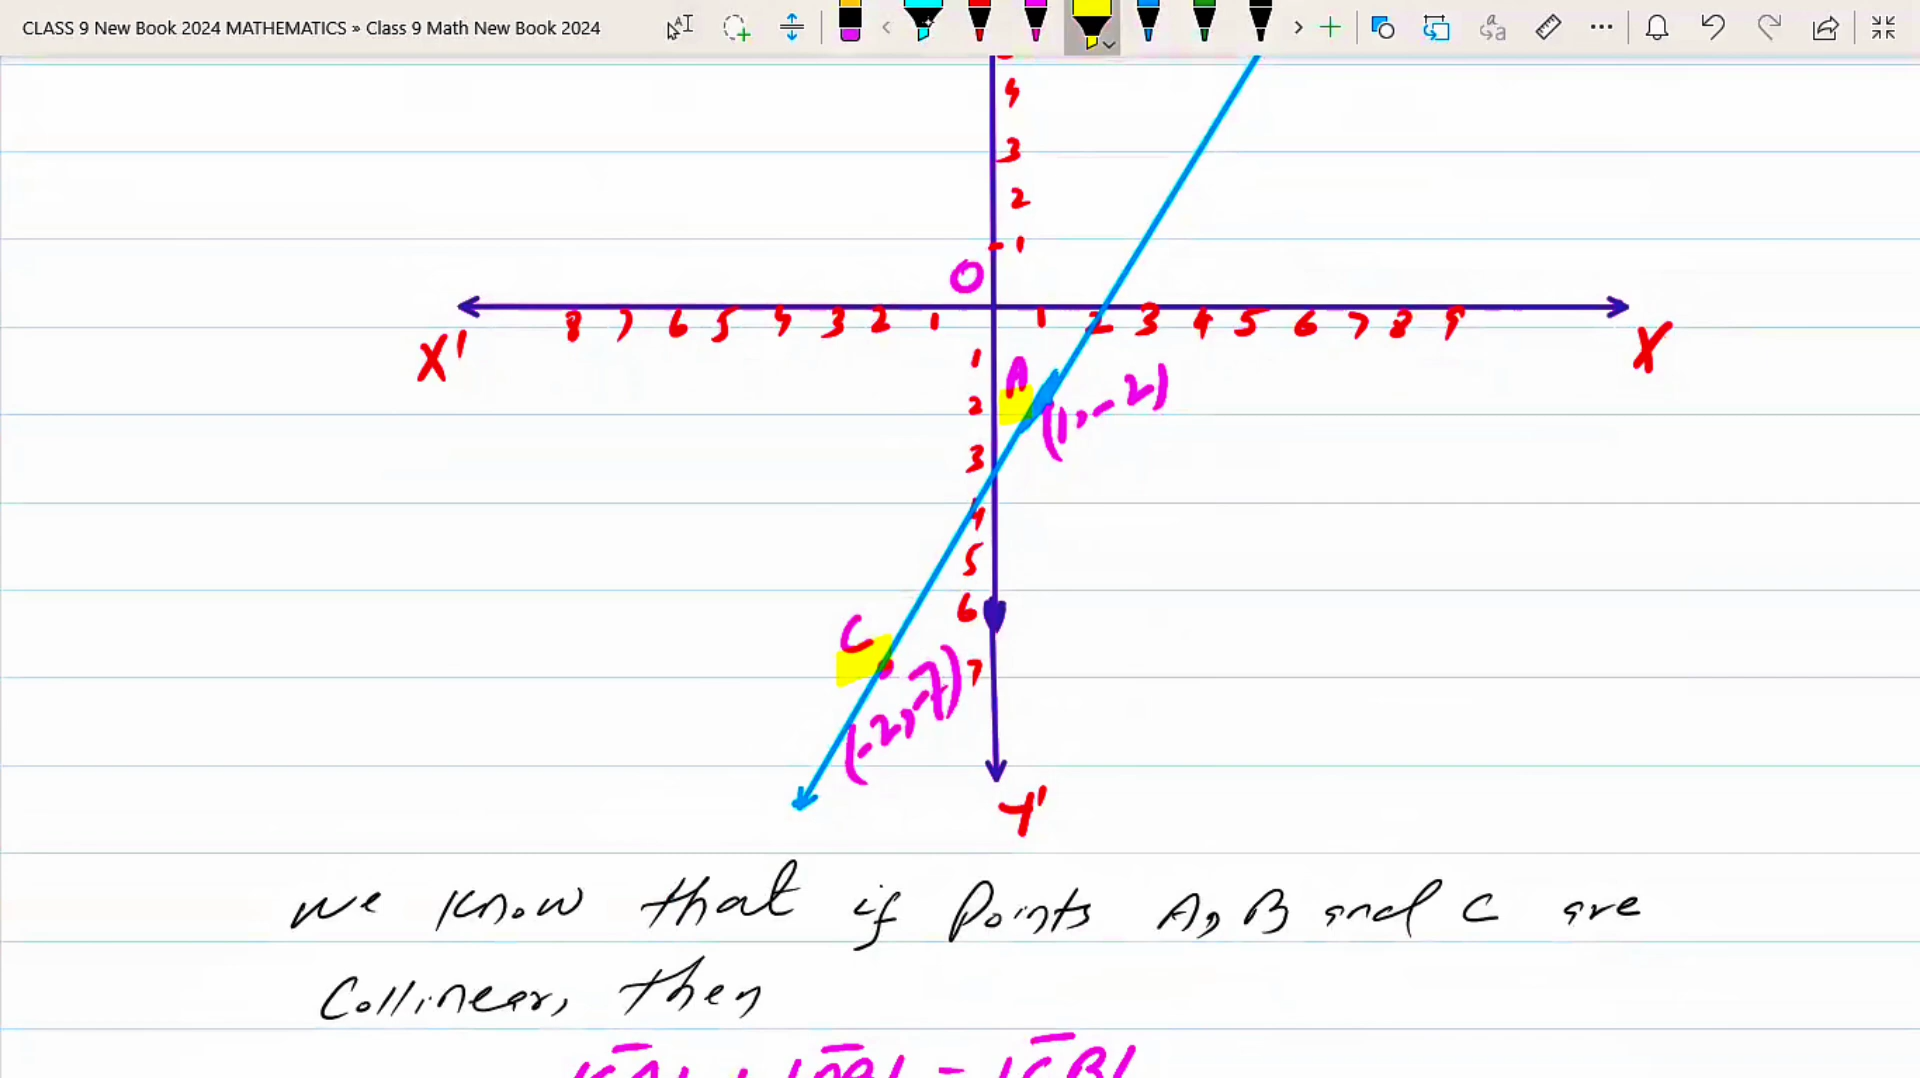 CLASS 9 New Book 2024 MATHEMATICS » Class 9 Math New Book 2024
4
3
2
1
O
8 7 6 5 4 3 2 1 1 2 3 4 5 6 7 8 9
X' X
1
A
2 (1, -2)
3
4
5
6
C
7
(-2, -7)
Y'
We know that if Points A, B and C are
Collinear, then